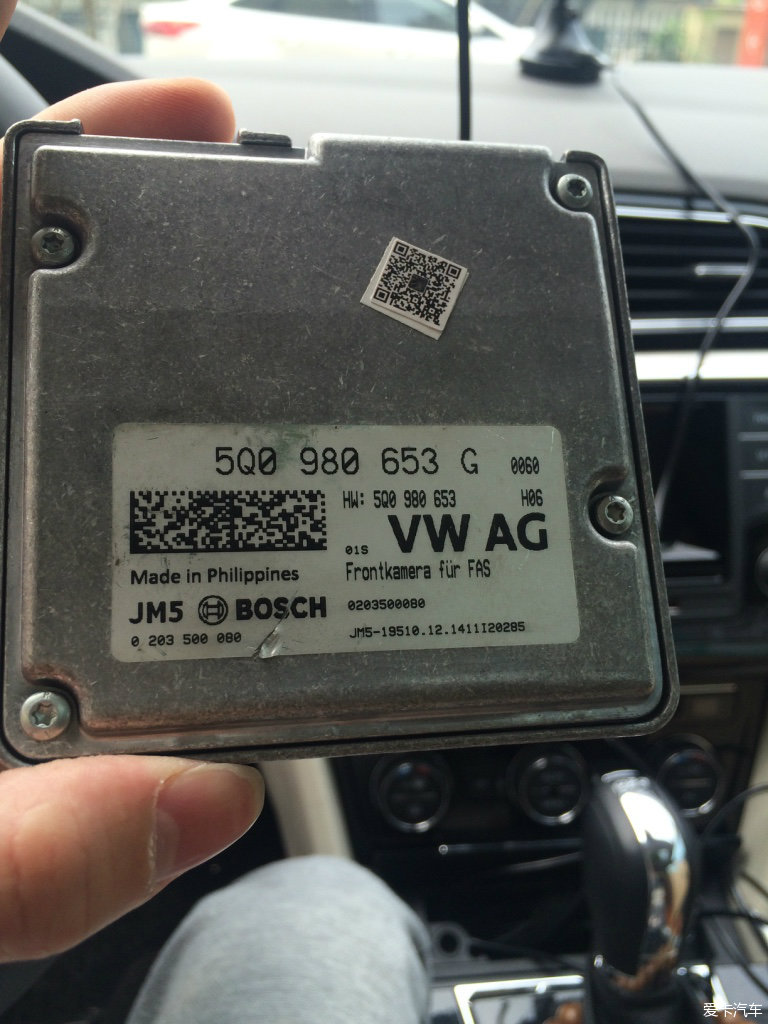 5Q0 980 653 G 0060
HW: 5Q0 980 653 H06
01S VW AG
Made in Philippines
Frontkamera für FAS
JM5 BOSCH
0203500080
0 203 500 080
JM5-19510.12.1411I20285
爱卡汽车